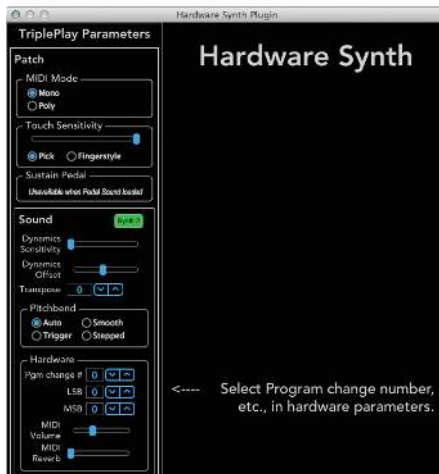 Hardware Synth Plugin
TriplePlay Parameters
Hardware Synth
Patch
MIDI Mode
Mono
Poly
Touch Sensitivity
Pick Fingerstyle
Sustain Pedal
Unavailable when Pedal Sound loaded
Sound
Dynamics
Sensitivity
Dynamics
Offset
Transpose 0
Pitchbend
Auto Smooth
Trigger Stepped
Hardware
Pgm change # 0
LSB 0
MSB 0
MIDI
Volume
MIDI
Reverb
<---- Select Program change number,
etc., in hardware parameters.